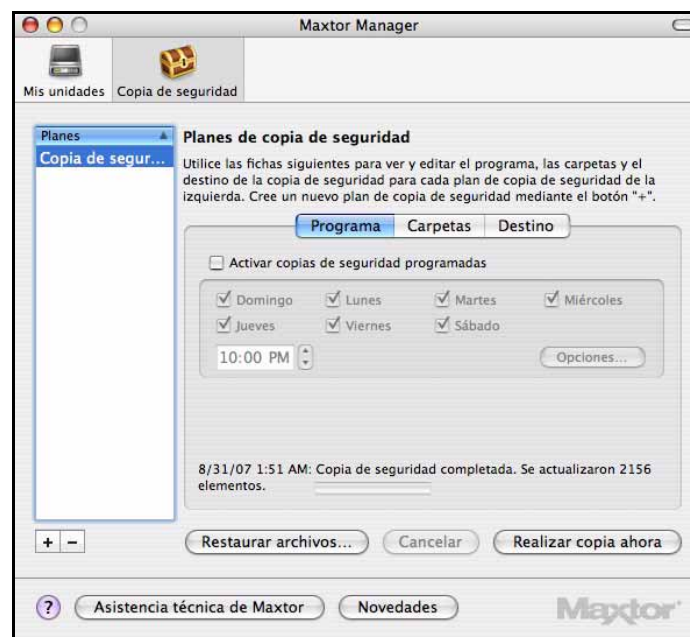 Maxtor Manager
Mis unidades
Copia de seguridad
Planes
Copia de segur...
Planes de copia de seguridad
Utilice las fichas siguientes para ver y editar el programa, las carpetas y el
destino de la copia de seguridad para cada plan de copia de seguridad de la
izquierda. Cree un nuevo plan de copia de seguridad mediante el botón "+".
Programa Carpetas Destino
Activar copias de seguridad programadas
Domingo Lunes Martes Miércoles
Jueves Viernes Sábado
10:00 PM Opciones...
8/31/07 1:51 AM: Copia de seguridad completada. Se actualizaron 2156
elementos.
+ - Restaurar archivos... Cancelar Realizar copia ahora
? Asistencia técnica de Maxtor Novedades Maxtor